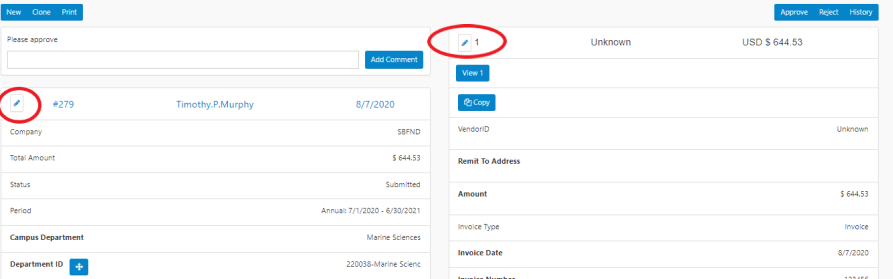 New Clone Print
Approve Reject History
Please approve
Add Comment
#279 Timothy.P.Murphy 8/7/2020
Company SBFND
Total Amount $ 644.53
Status Submitted
Period Annual: 7/1/2020 - 6/30/2021
Campus Department Marine Sciences
Department ID 220038-Marine Scienc
1 Unknown USD $ 644.53
View 1
Copy
VendorID Unknown
Remit To Address
Amount $ 644.53
Invoice Type Invoice
Invoice Date 8/7/2020
Invoice Number 123456